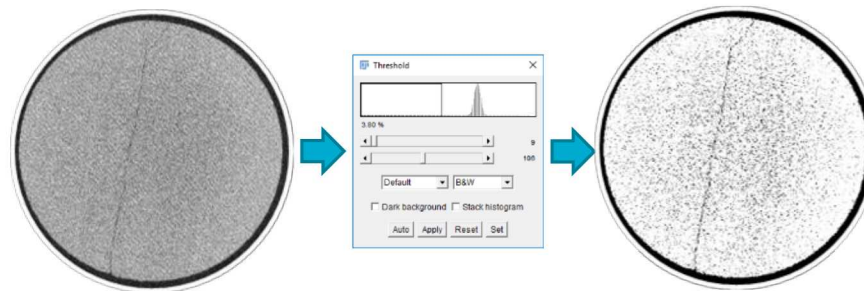 Threshold
3.80 %
9
106
Default B&W
Dark background Stack histogram
Auto Apply Reset Set